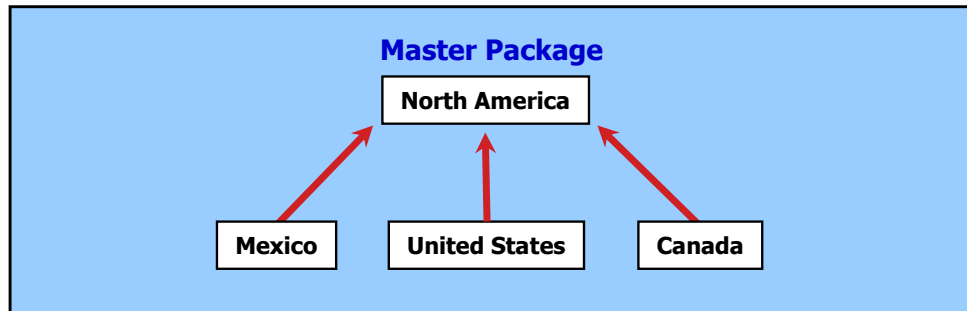 Master Package
North America
Mexico
United States
Canada